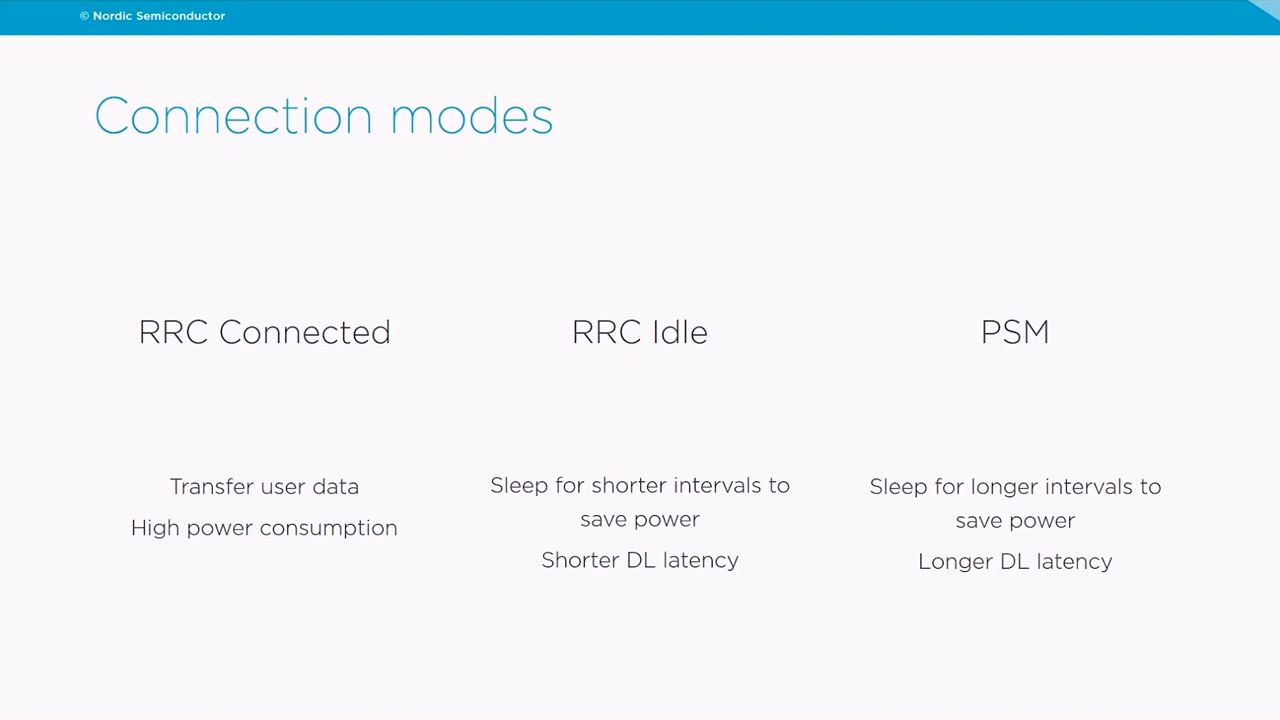 © Nordic Semiconductor
Connection modes
RRC Connected
Transfer user data
High power consumption
RRC Idle
Sleep for shorter intervals to
save power
Shorter DL latency
PSM
Sleep for longer intervals to
save power
Longer DL latency